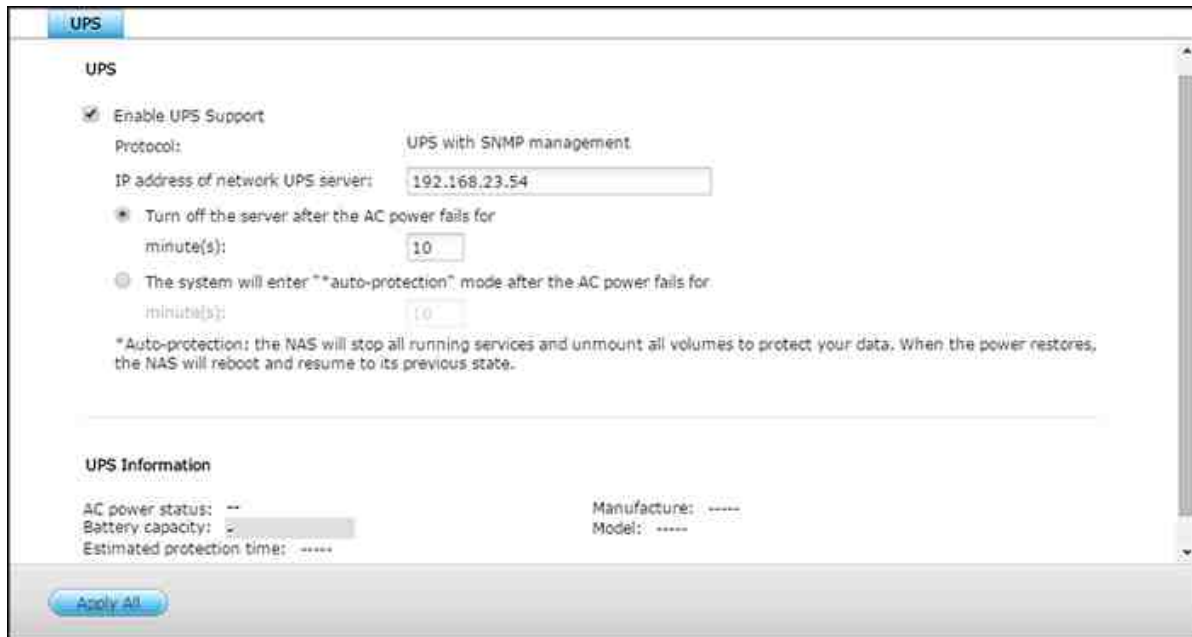 UPS
UPS
Enable UPS Support
Protocol: UPS with SNMP management
IP address of network UPS server: 192.168.23.54
Turn off the server after the AC power fails for
minute(s): 10
The system will enter "*auto-protection" mode after the AC power fails for
minute(s): 10
*Auto-protection: the NAS will stop all running services and unmount all volumes to protect your data. When the power restores,
the NAS will reboot and resume to its previous state.
UPS Information
AC power status: --
Manufacture: -----
Battery capacity: -
Model: -----
Estimated protection time: -----
Apply All